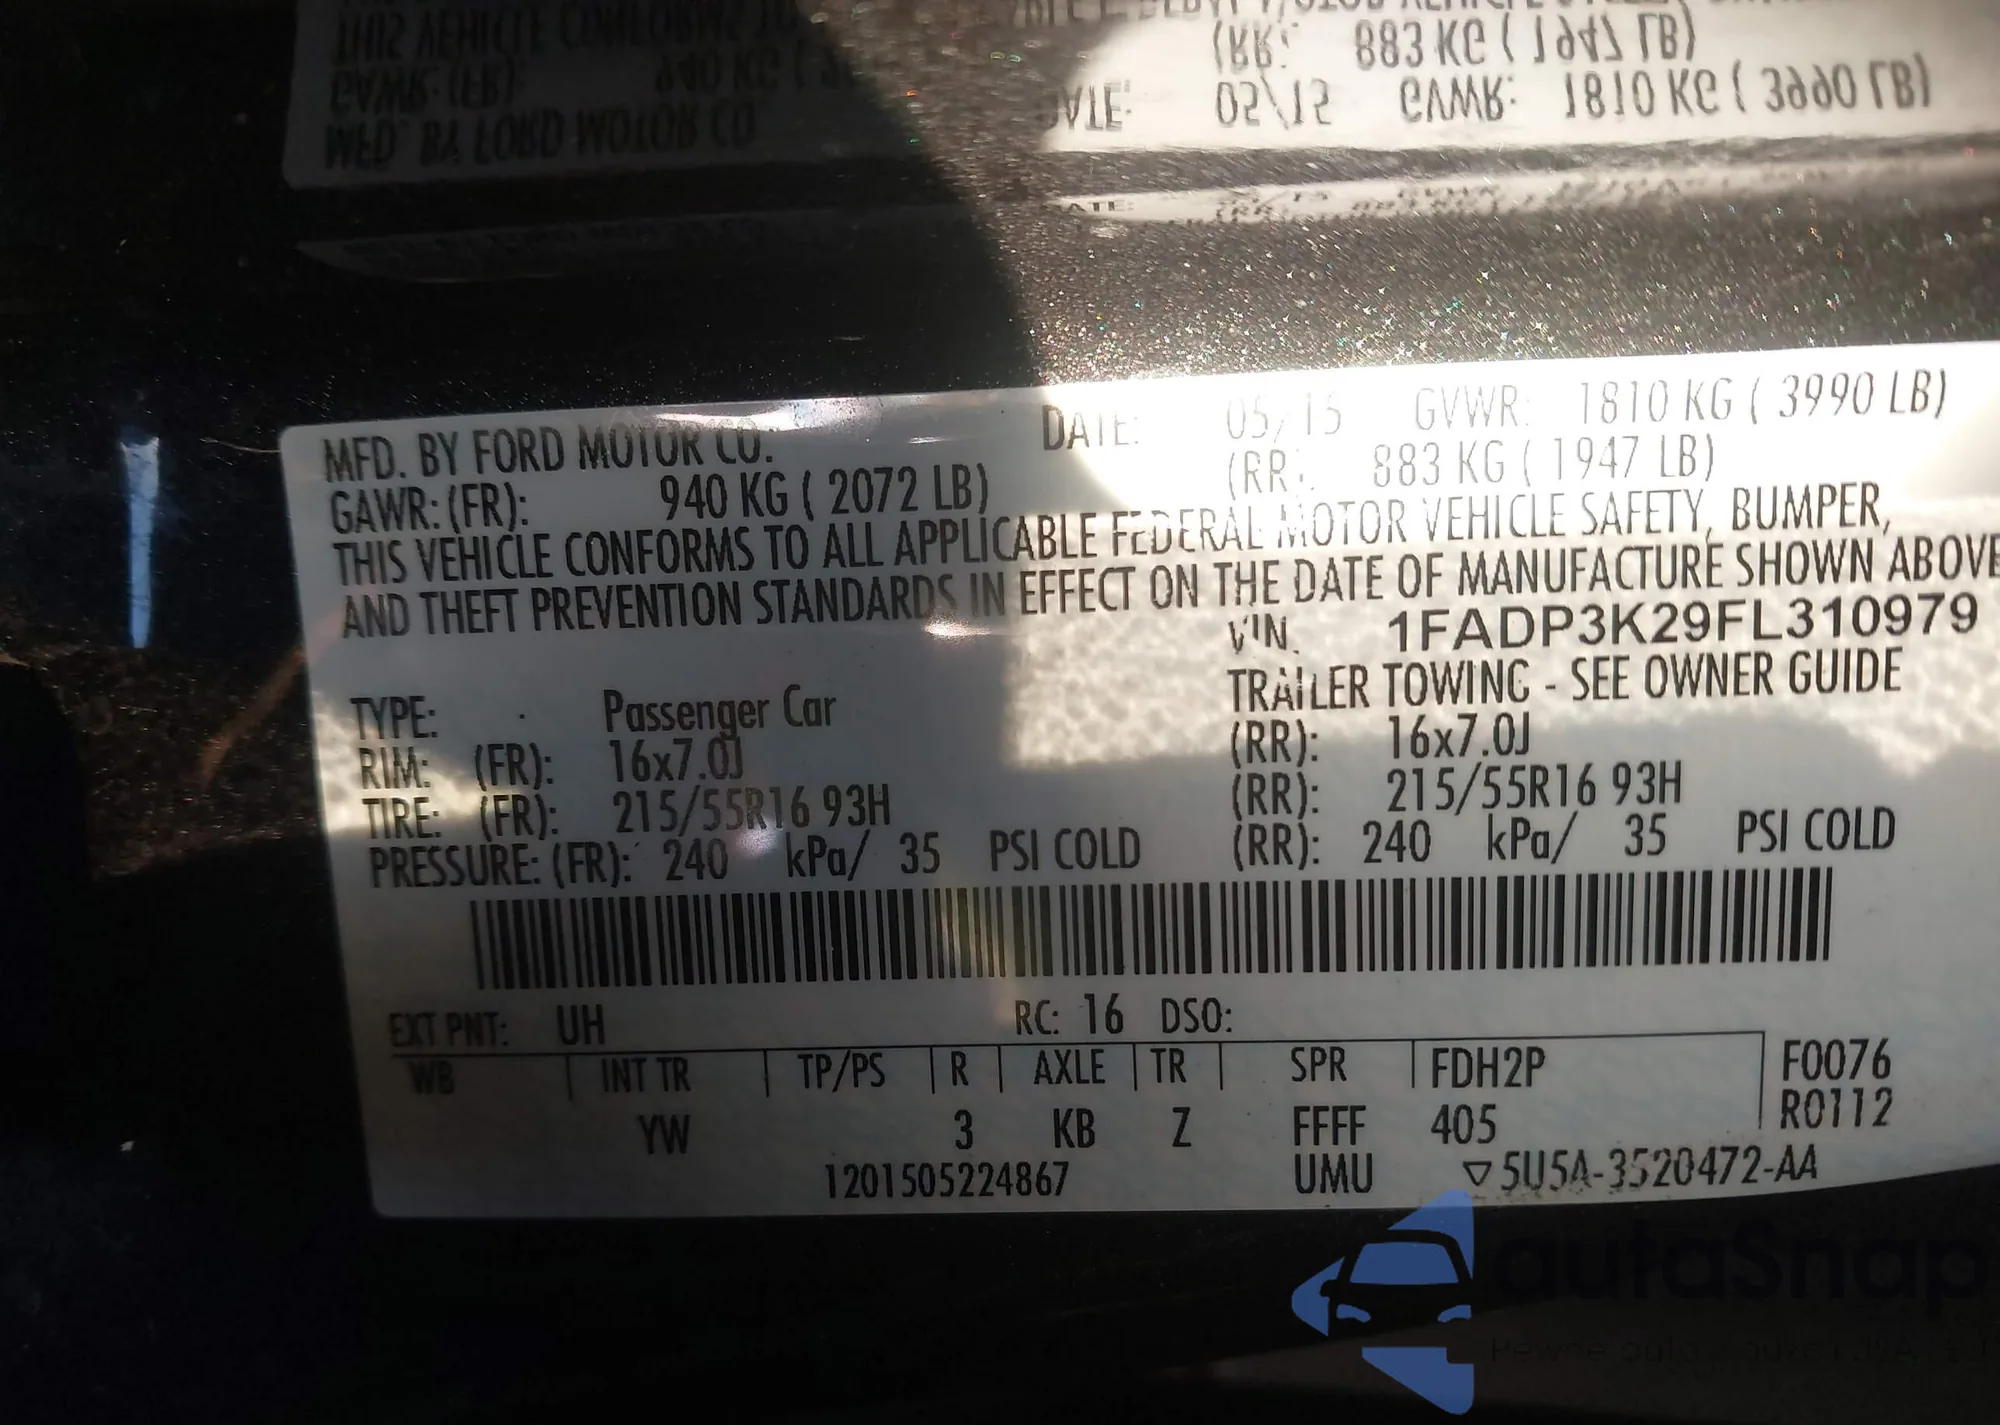 MFD. BY FORD MOTOR CO. DATE: 05/15 GVWR: 1810 KG ( 3990 LB)
GAWR: (FR): 940 KG ( 2072 LB) (RR: 883 KG ( 1947 LB)
THIS VEHICLE CONFORMS TO ALL APPLICABLE FEDERAL MOTOR VEHICLE SAFETY, BUMPER,
AND THEFT PREVENTION STANDARDS IN EFFECT ON THE DATE OF MANUFACTURE SHOWN ABOVE
VIN. 1FADP3K29FL310979
TYPE: Passenger Car TRAILER TOWING - SEE OWNER GUIDE
RIM: (FR): 16x7.0J (RR): 16x7.0J
TIRE: (FR): 215/55R16 93H (RR): 215/55R16 93H
PRESSURE: (FR): 240 kPa/ 35 PSI COLD (RR): 240 kPa/ 35 PSI COLD
EXT PNT: UH RC: 16 DSO:
WB INT TR TP/PS R AXLE TR SPR FDH2P F0076
YW 3 KB Z FFFF 405 R0112
1201505224867 UMU ▽5U5A-3520472-AA
autaSnap